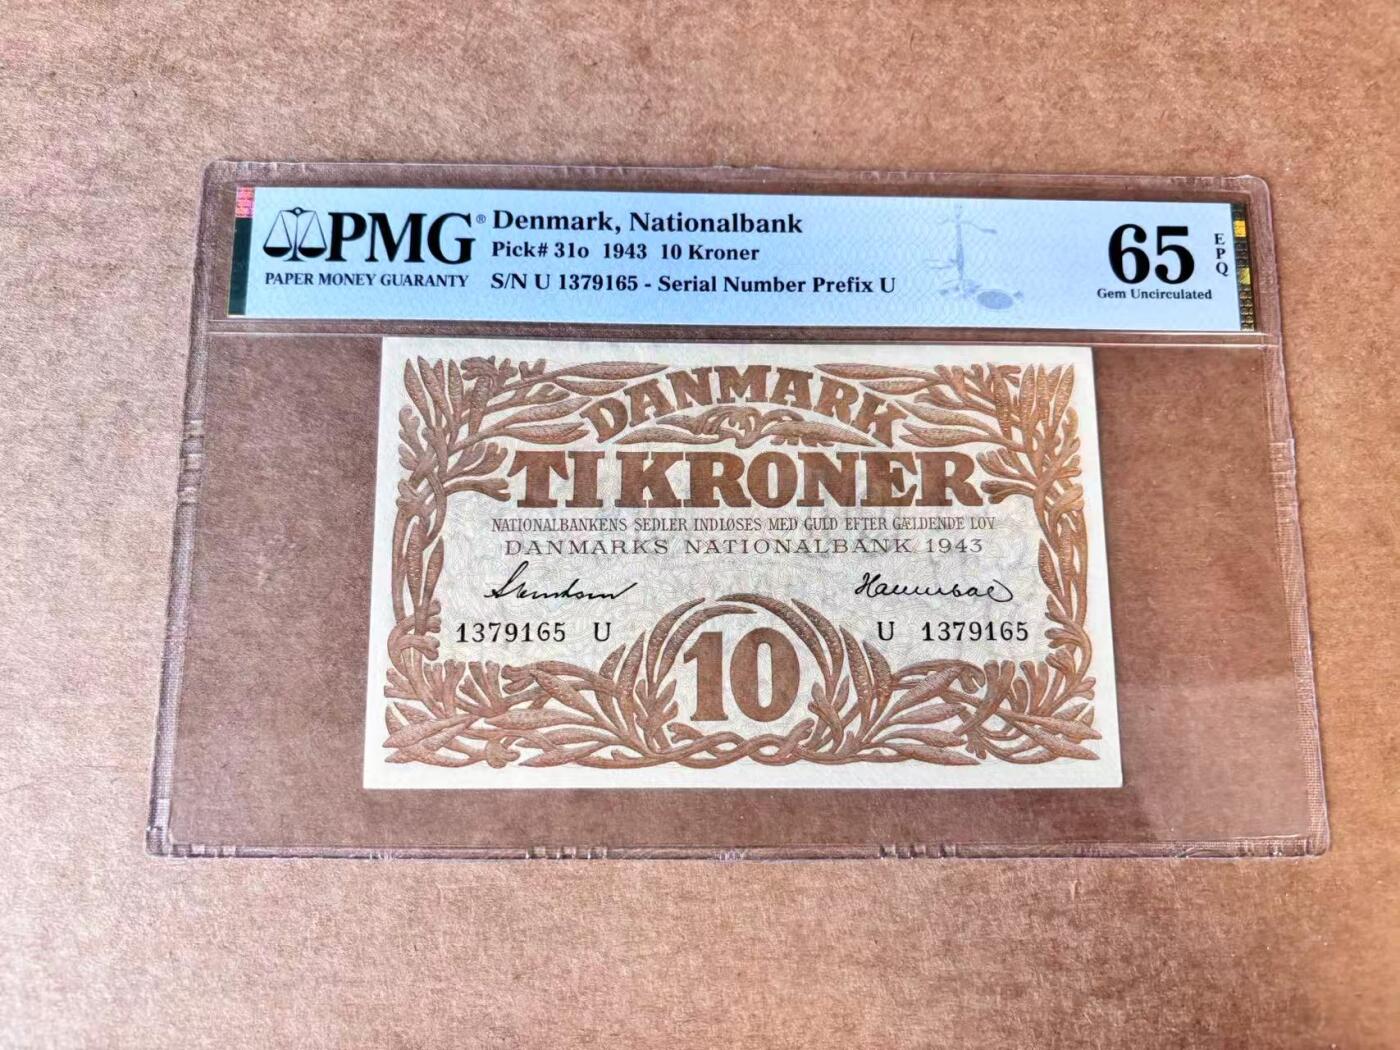 PMG®
PAPER MONEY GUARANTY
Denmark, Nationalbank
Pick# 31o 1943 10 Kroner
S/N U 1379165 - Serial Number Prefix U
65
EPQ
Gem Uncirculated
DANMARK
TI KRONER
NATIONALBANKENS SEDLER INDLØSES MED GULD EFTER GÆLDENDE LOV
DANMARKS NATIONALBANK 1943
Svendsen
1379165 U
U 1379165
10